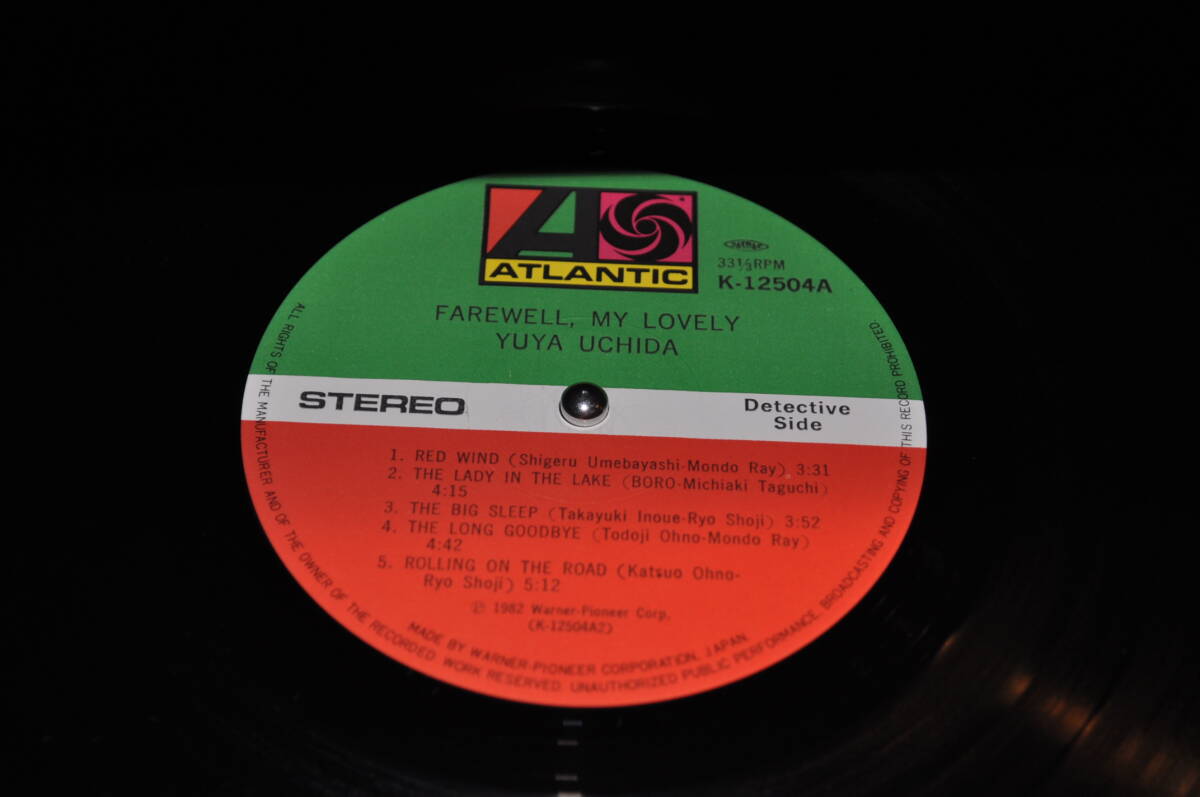 ATLANTIC
33⅓RPM
K-12504A
FAREWELL, MY LOVELY
YUYA UCHIDA
STEREO
Detective
Side
1. RED WIND (Shigeru Umebayashi-Mondo Ray) 3:31
2. THE LADY IN THE LAKE (BORO-Michiaki Taguchi)
4:15
3. THE BIG SLEEP (Takayuki Inoue-Ryo Shoji) 3:52
4. THE LONG GOODBYE (Todoji Ohno-Mondo Ray)
4:42
5. ROLLING ON THE ROAD (Katsuo Ohno-
Ryo Shoji) 5:12
℗ 1982 Warner-Pioneer Corp.
(K-12504A2)
MADE BY WARNER-PIONEER CORPORATION, JAPAN.
ALL RIGHTS OF THE MANUFACTURER AND OF THE OWNER OF THE RECORDED WORK RESERVED. UNAUTHORIZED PUBLIC PERFORMANCE, BROADCASTING AND COPYING OF THIS RECORD PROHIBITED.